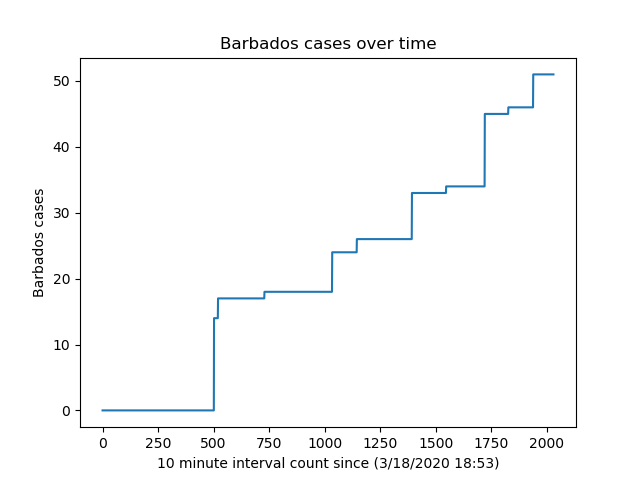 Barbados cases over time
50
40
30
20
10
0
Barbados cases
0 250 500 750 1000 1250 1500 1750 2000
10 minute interval count since (3/18/2020 18:53)